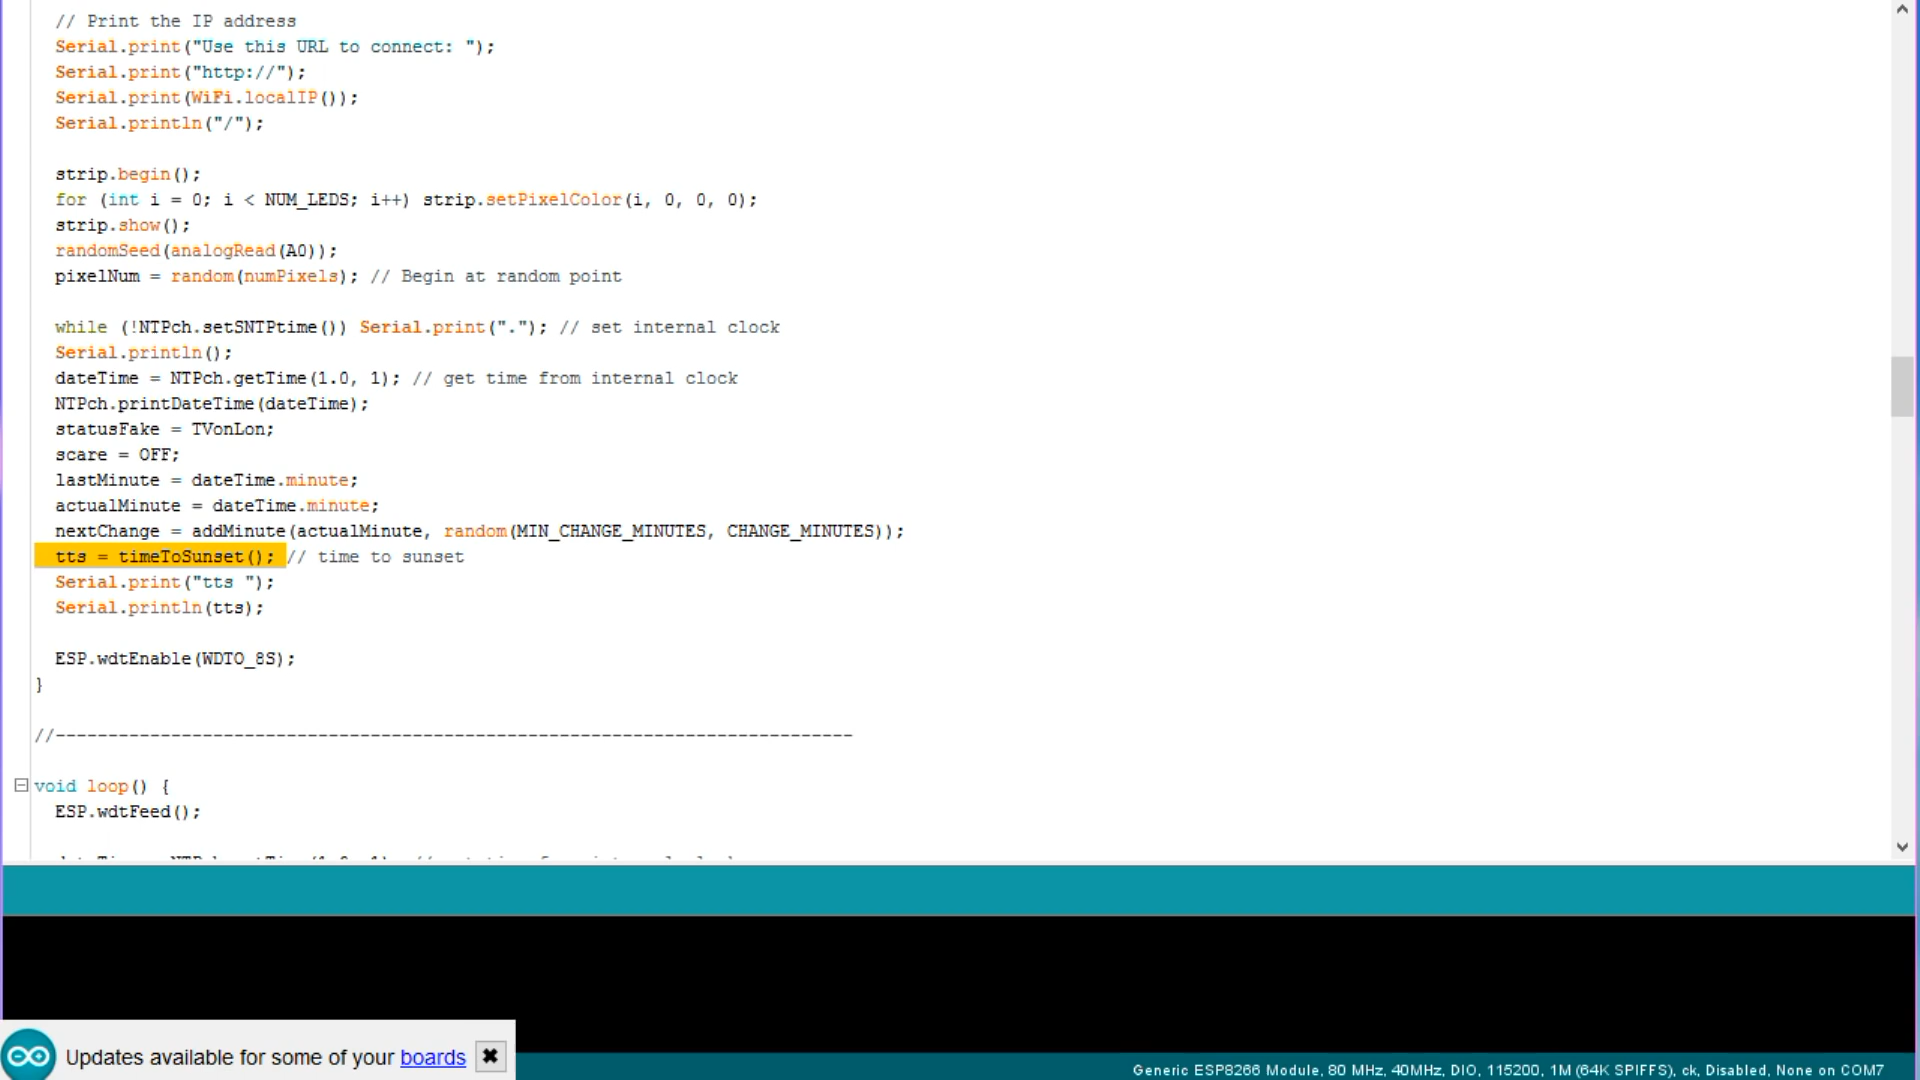 // Print the IP address
Serial.print("Use this URL to connect: ");
Serial.print("http://");
Serial.print(WiFi.localIP());
Serial.println("/");
strip.begin();
for (int i = 0; i < NUM_LEDS; i++) strip.setPixelColor(i, 0, 0, 0);
strip.show();
randomSeed(analogRead(A0));
pixelNum = random(numPixels); // Begin at random point
while (!NTPch.setSNTPtime()) Serial.print("."); // set internal clock
Serial.println();
dateTime = NTPch.getTime(1.0, 1); // get time from internal clock
NTPch.printDateTime(dateTime);
statusFake = TVonLon;
scare = OFF;
lastMinute = dateTime.minute;
actualMinute = dateTime.minute;
nextChange = addMinute(actualMinute, random(MIN_CHANGE_MINUTES, CHANGE_MINUTES));
tts = timeToSunset(); // time to sunset
Serial.print("tts ");
Serial.println(tts);
ESP.wdtEnable(WDTO_8S);
}
//----------------------------------------------------------------------------
void loop() {
ESP.wdtFeed();
Updates available for some of your boards
Generic ESP8266 Module, 80 MHz, 40MHz, DIO, 115200, 1M (64K SPIFFS), ck, Disabled, None on COM7